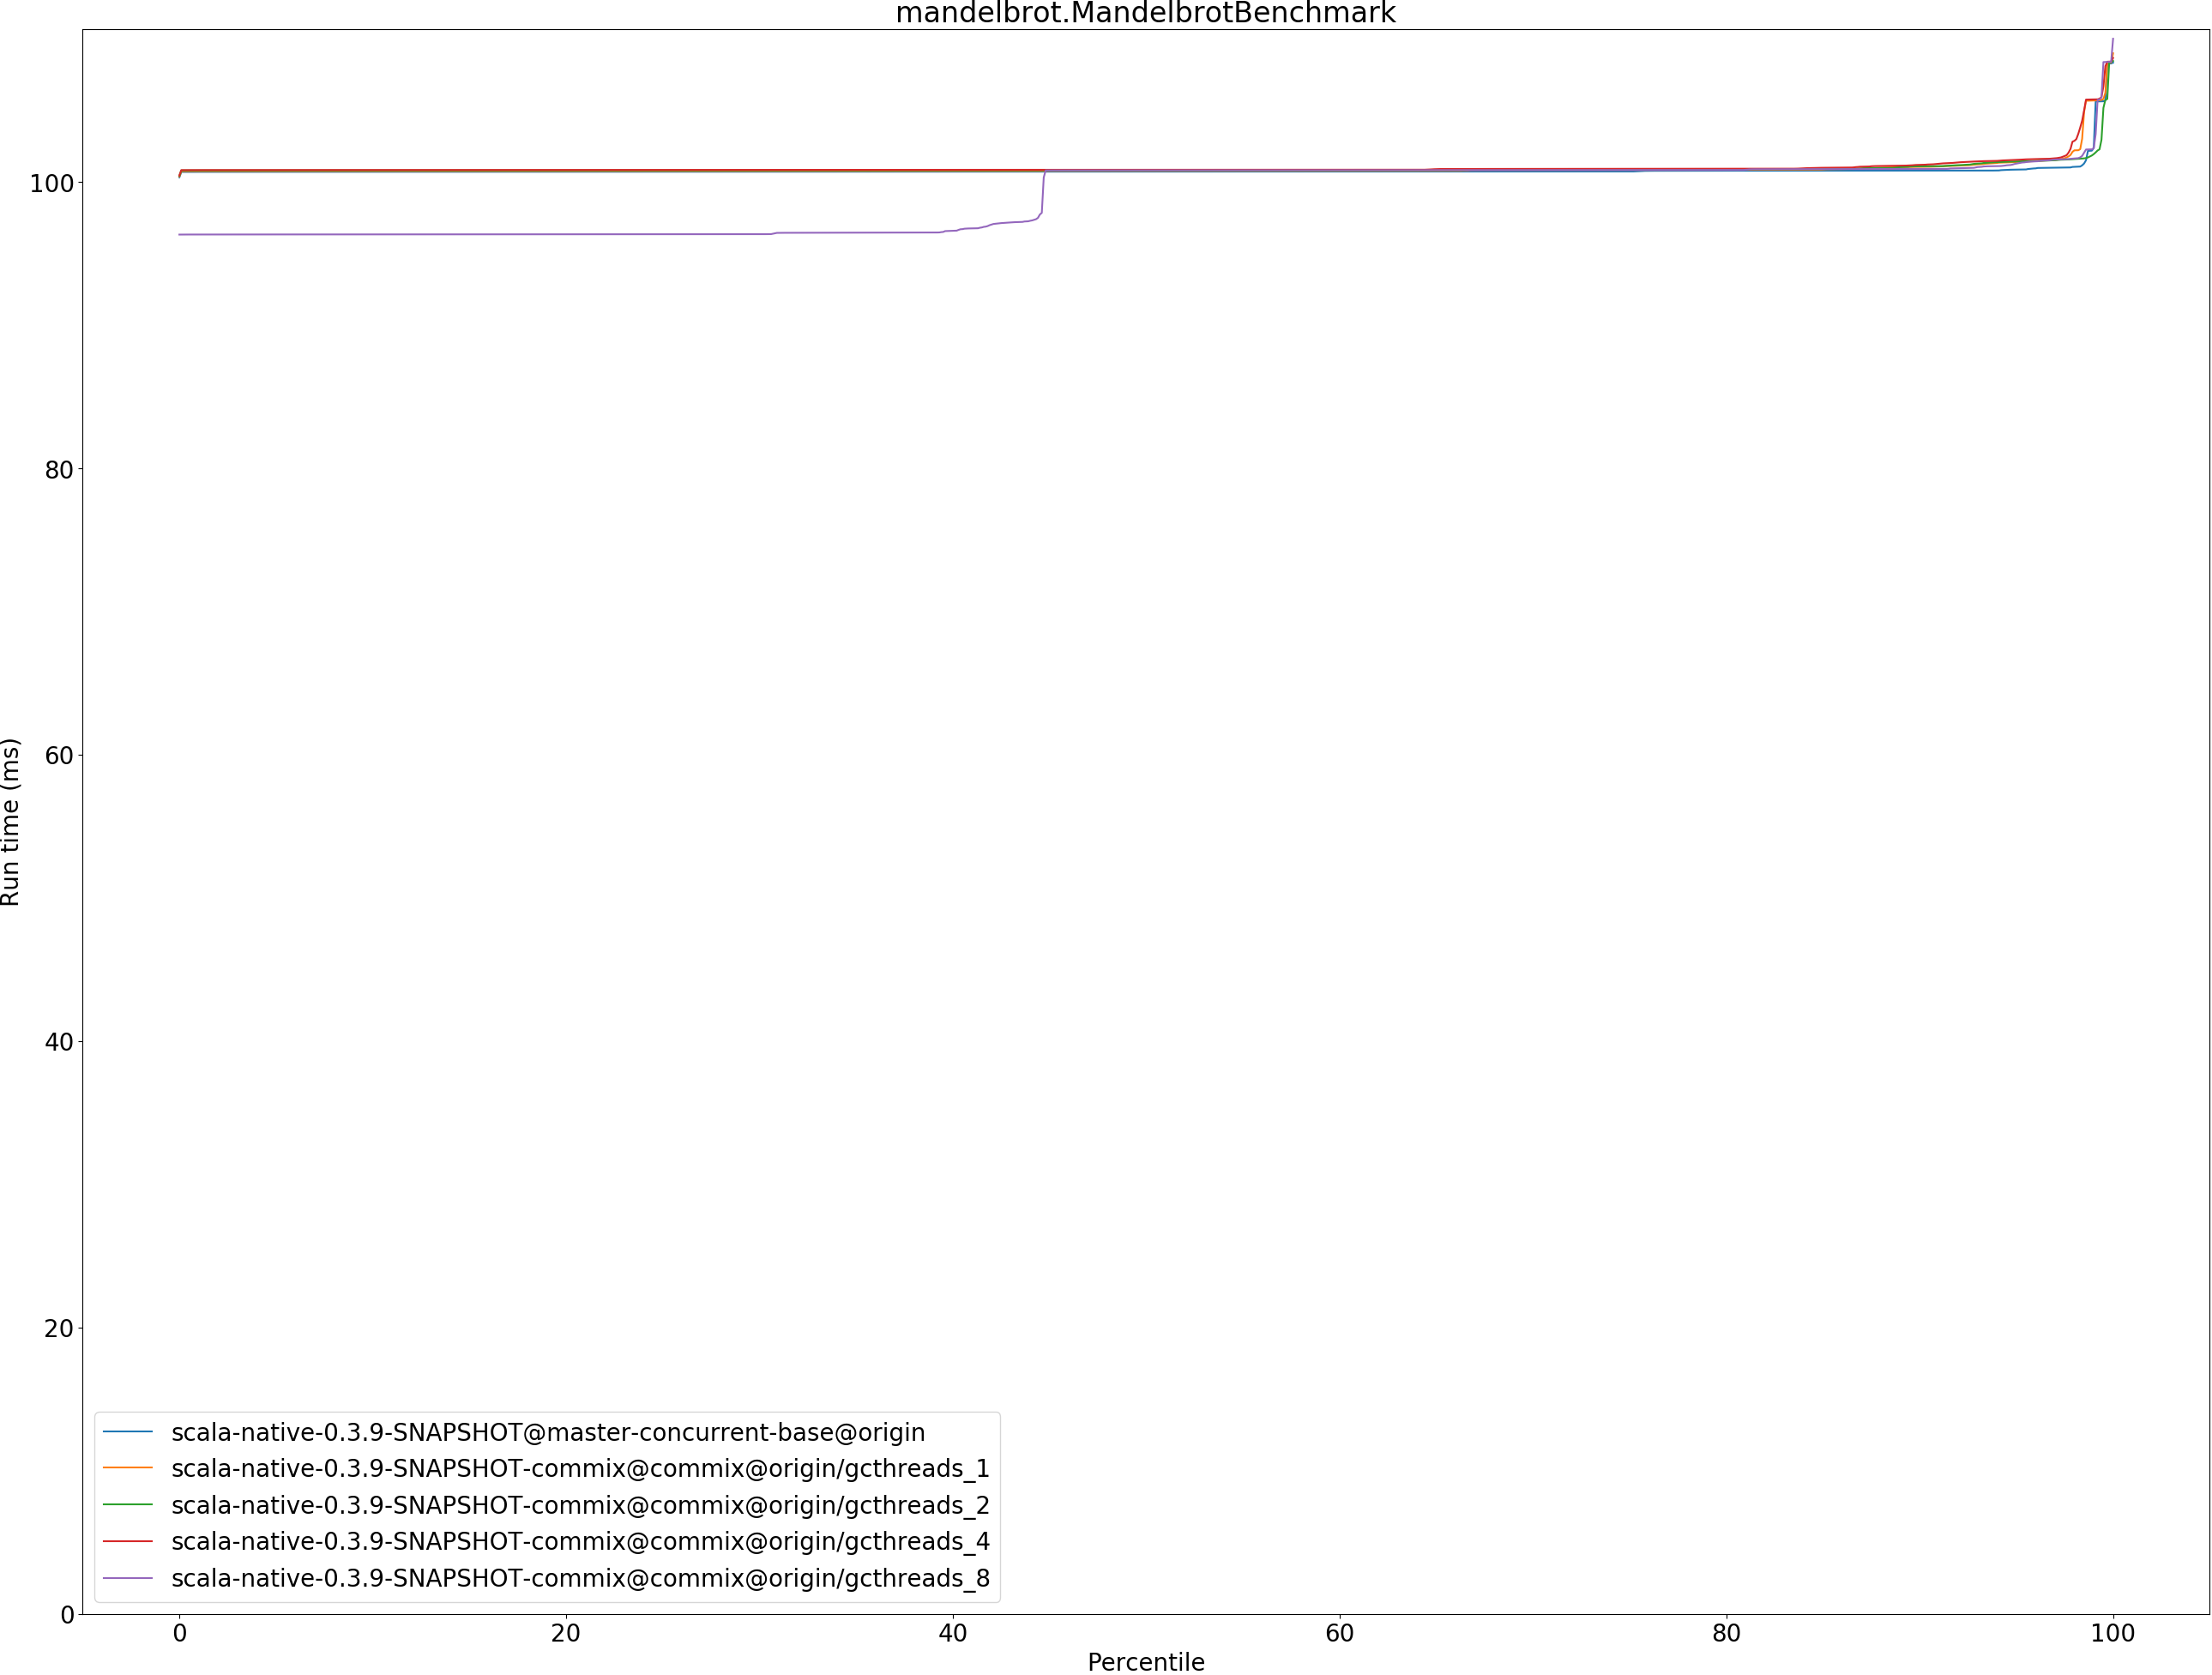 mandelbrot.MandelbrotBenchmark
100
80
60
40
20
0
Run time (ms)
scala-native-0.3.9-SNAPSHOT@master-concurrent-base@origin
scala-native-0.3.9-SNAPSHOT-commix@commix@origin/gcthreads_1
scala-native-0.3.9-SNAPSHOT-commix@commix@origin/gcthreads_2
scala-native-0.3.9-SNAPSHOT-commix@commix@origin/gcthreads_4
scala-native-0.3.9-SNAPSHOT-commix@commix@origin/gcthreads_8
0 20 40 60 80 100
Percentile